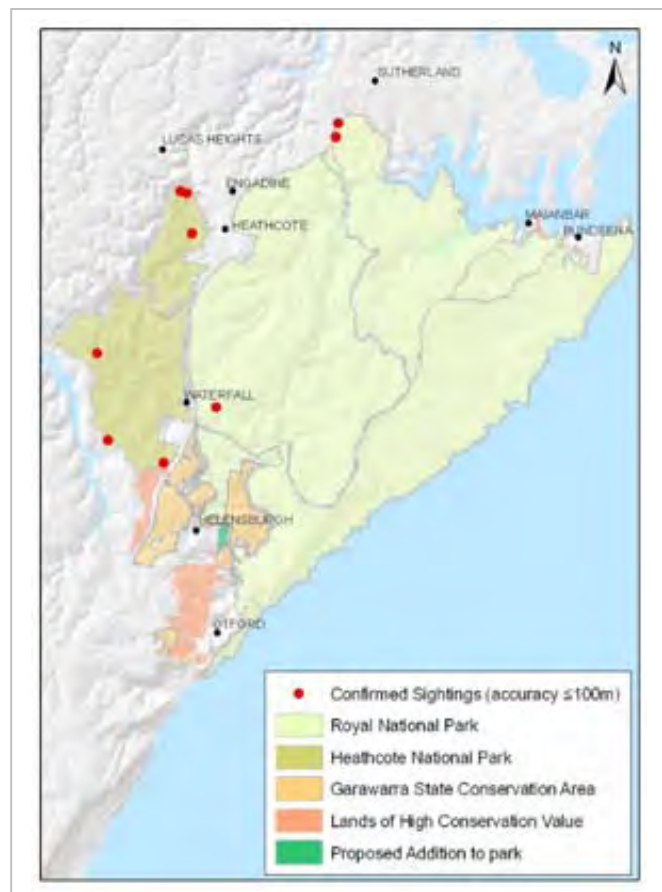 N
SUTHERLAND
LUCAS HEIGHTS
ENGADINE
HEATHCOTE
MAIANBAR
BUNDEENA
WATERFALL
HELENSBURGH
OTFORD
Confirmed Sightings (accuracy ≤100m)
Royal National Park
Heathcote National Park
Garawarra State Conservation Area
Lands of High Conservation Value
Proposed Addition to park